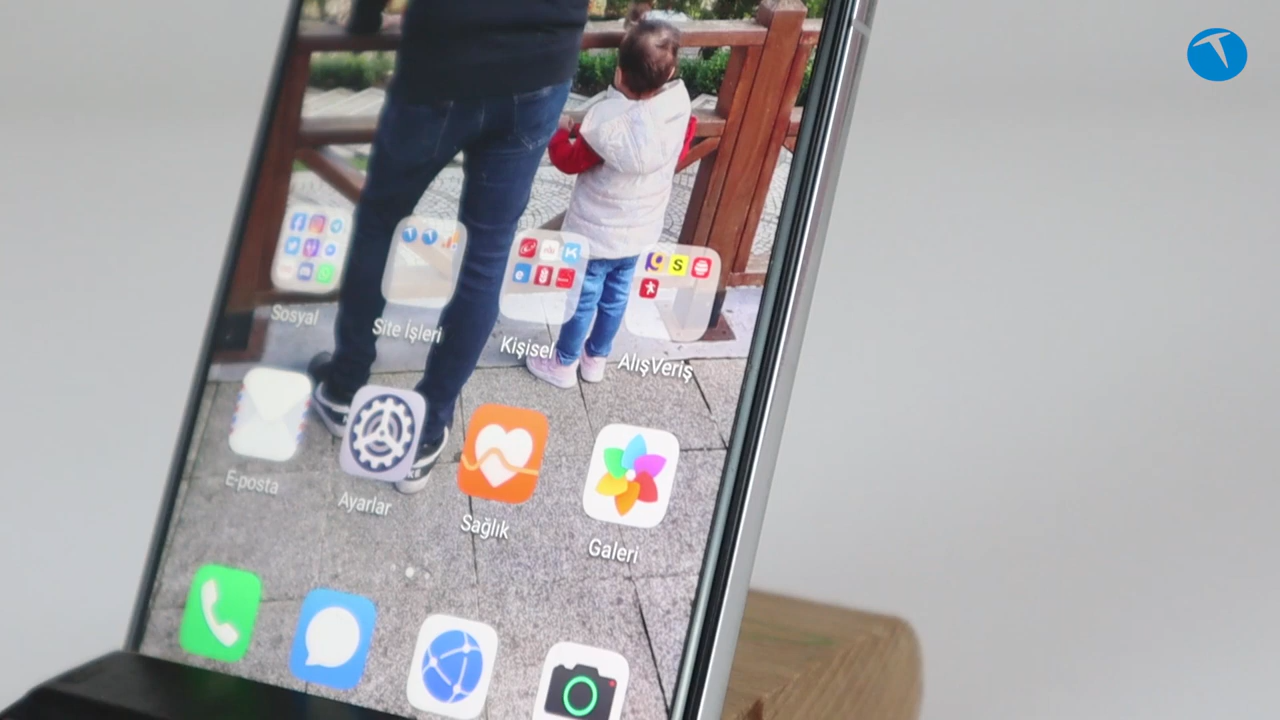 Sosyal
Site İşleri
Kişisel
AlışVeriş
E-posta
Ayarlar
Sağlık
Galeri